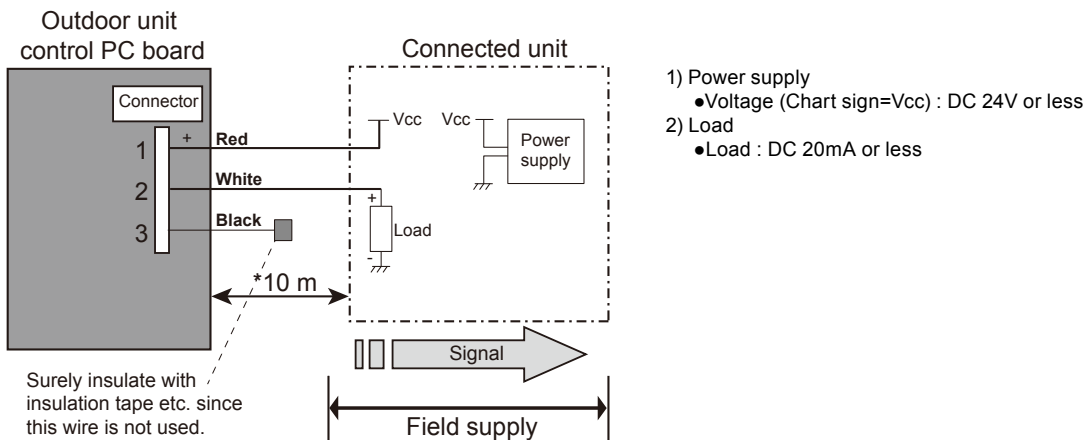 Outdoor unit
control PC board
Connector
1
2
3
+
Red
White
Black
*10 m
Surely insulate with
insulation tape etc. since
this wire is not used.
Connected unit
Vcc
Vcc
Power
supply
+
Load
-
Signal
Field supply
1) Power supply
●Voltage (Chart sign=Vcc) : DC 24V or less
2) Load
●Load : DC 20mA or less